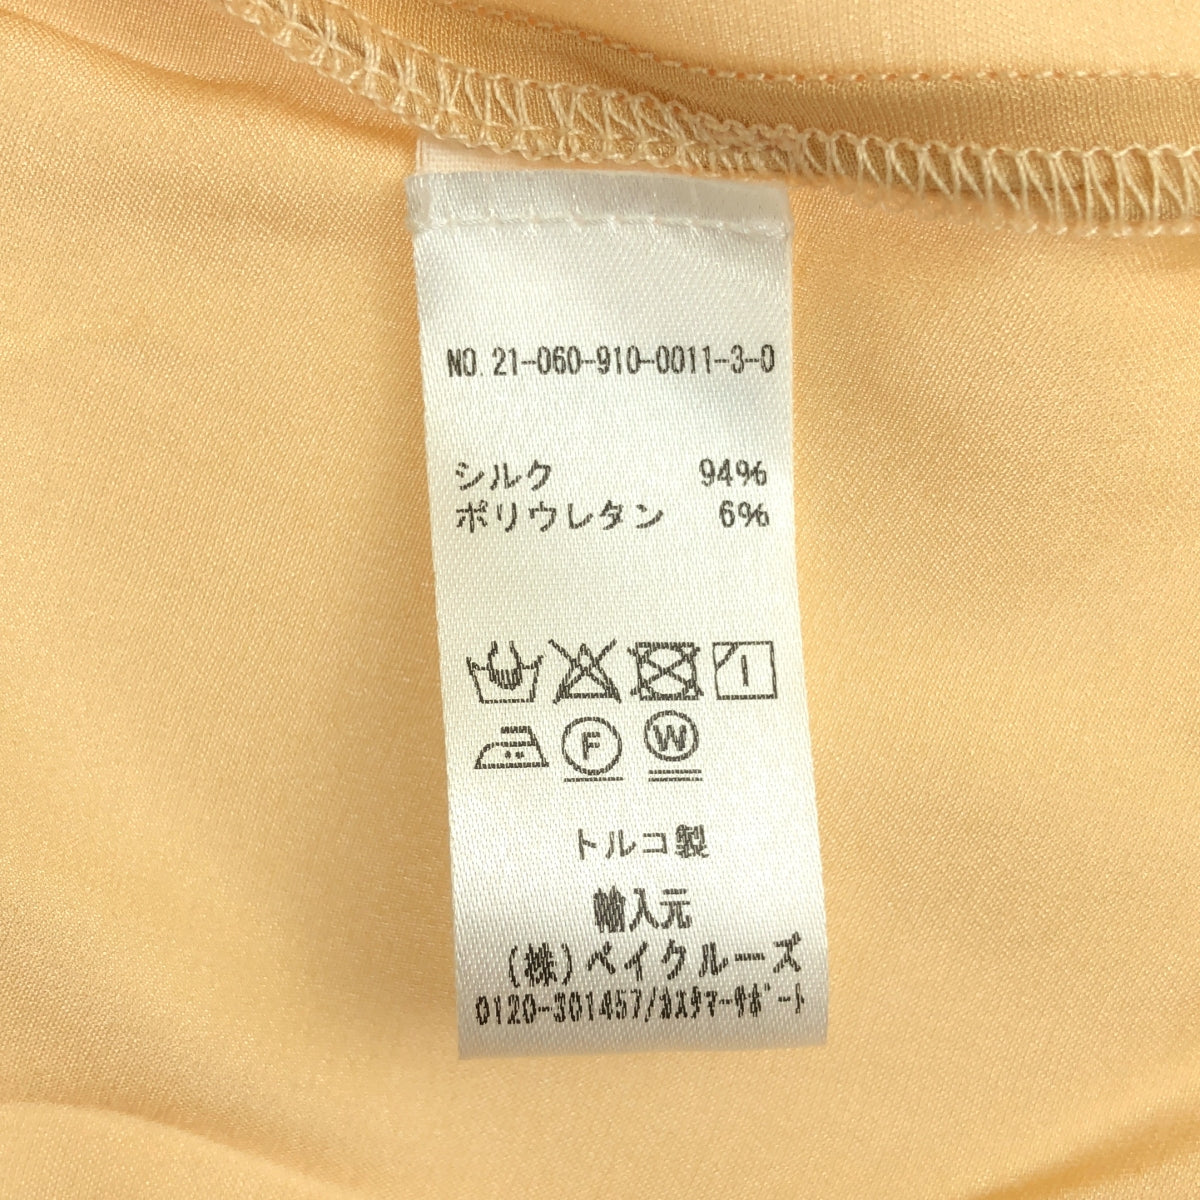 NO. 21-060-910-0011-3-0
シルク 94%
ポリウレタン 6%
F W
トルコ製
輸入元
(株)ベイクルーズ
0120-301457/ｶｽﾀﾏｰｻﾎﾟｰﾄ